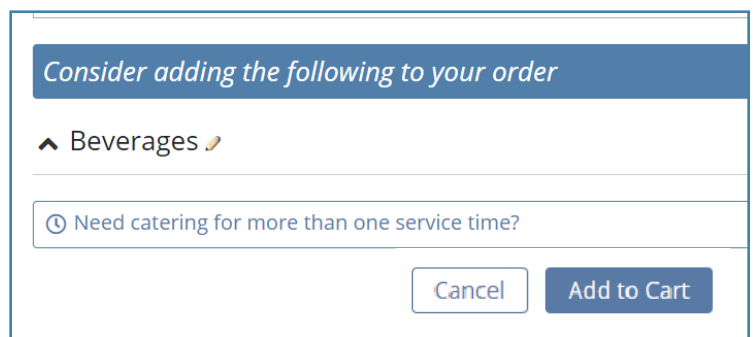 Consider adding the following to your order
Beverages
Need catering for more than one service time?
Cancel
Add to Cart